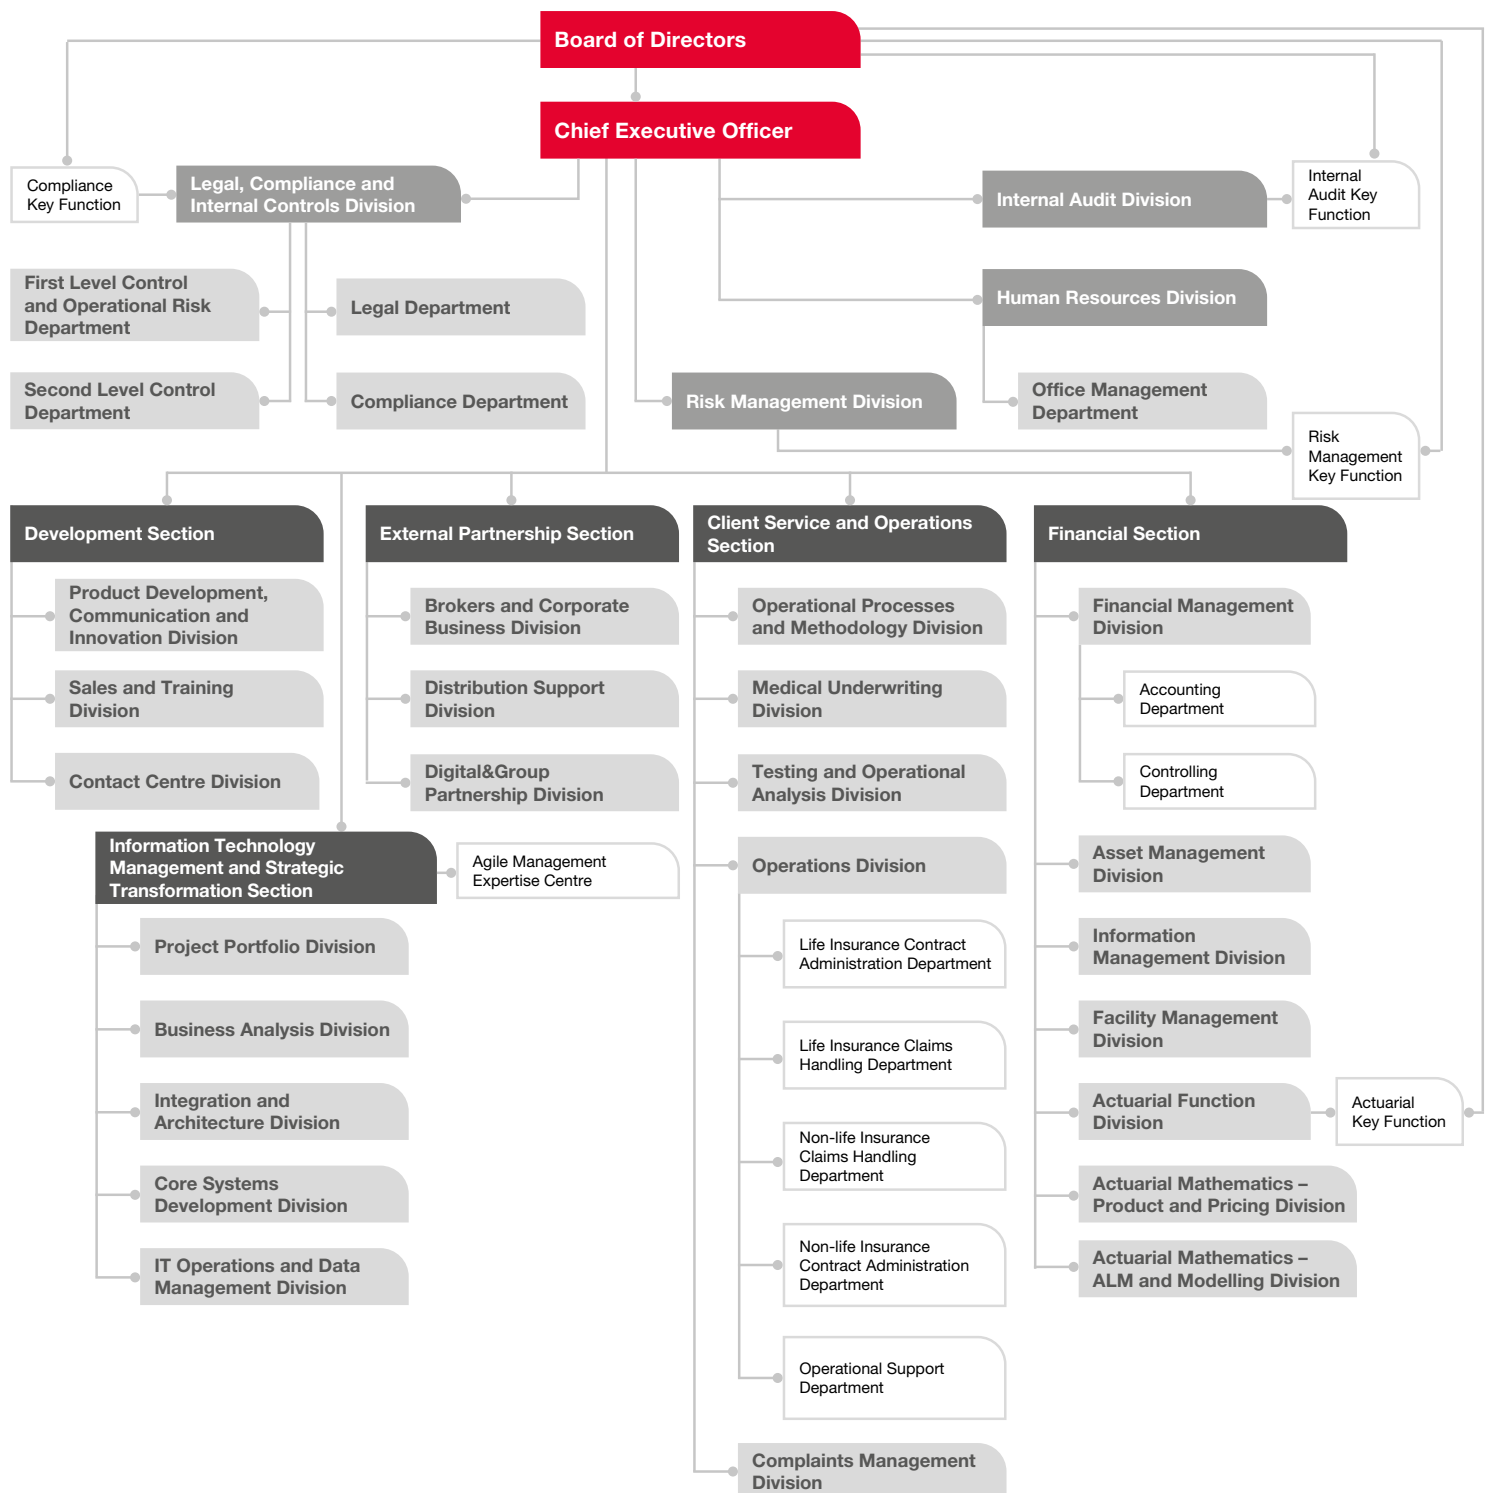 Board of Directors
Chief Executive Officer
Compliance
Key Function
Legal, Compliance and
Internal Controls Division
Internal Audit Division
Internal
Audit Key
Function
First Level Control
and Operational Risk
Department
Legal Department
Human Resources Division
Second Level Control
Department
Compliance Department
Risk Management Division
Office Management
Department
Risk
Management
Key Function
Development Section
External Partnership Section
Client Service and Operations
Section
Financial Section
Product Development,
Communication and
Innovation Division
Sales and Training
Division
Contact Centre Division
Brokers and Corporate
Business Division
Distribution Support
Division
Digital&Group
Partnership Division
Information Technology
Management and Strategic
Transformation Section
Agile Management
Expertise Centre
Project Portfolio Division
Business Analysis Division
Integration and
Architecture Division
Core Systems
Development Division
IT Operations and Data
Management Division
Operational Processes
and Methodology Division
Medical Underwriting
Division
Testing and Operational
Analysis Division
Operations Division
Life Insurance Contract
Administration Department
Life Insurance Claims
Handling Department
Non-life Insurance
Claims Handling
Department
Non-life Insurance
Contract Administration
Department
Operational Support
Department
Complaints Management
Division
Financial Management
Division
Accounting
Department
Controlling
Department
Asset Management
Division
Information
Management Division
Facility Management
Division
Actuarial Function
Division
Actuarial
Key Function
Actuarial Mathematics –
Product and Pricing Division
Actuarial Mathematics –
ALM and Modelling Division